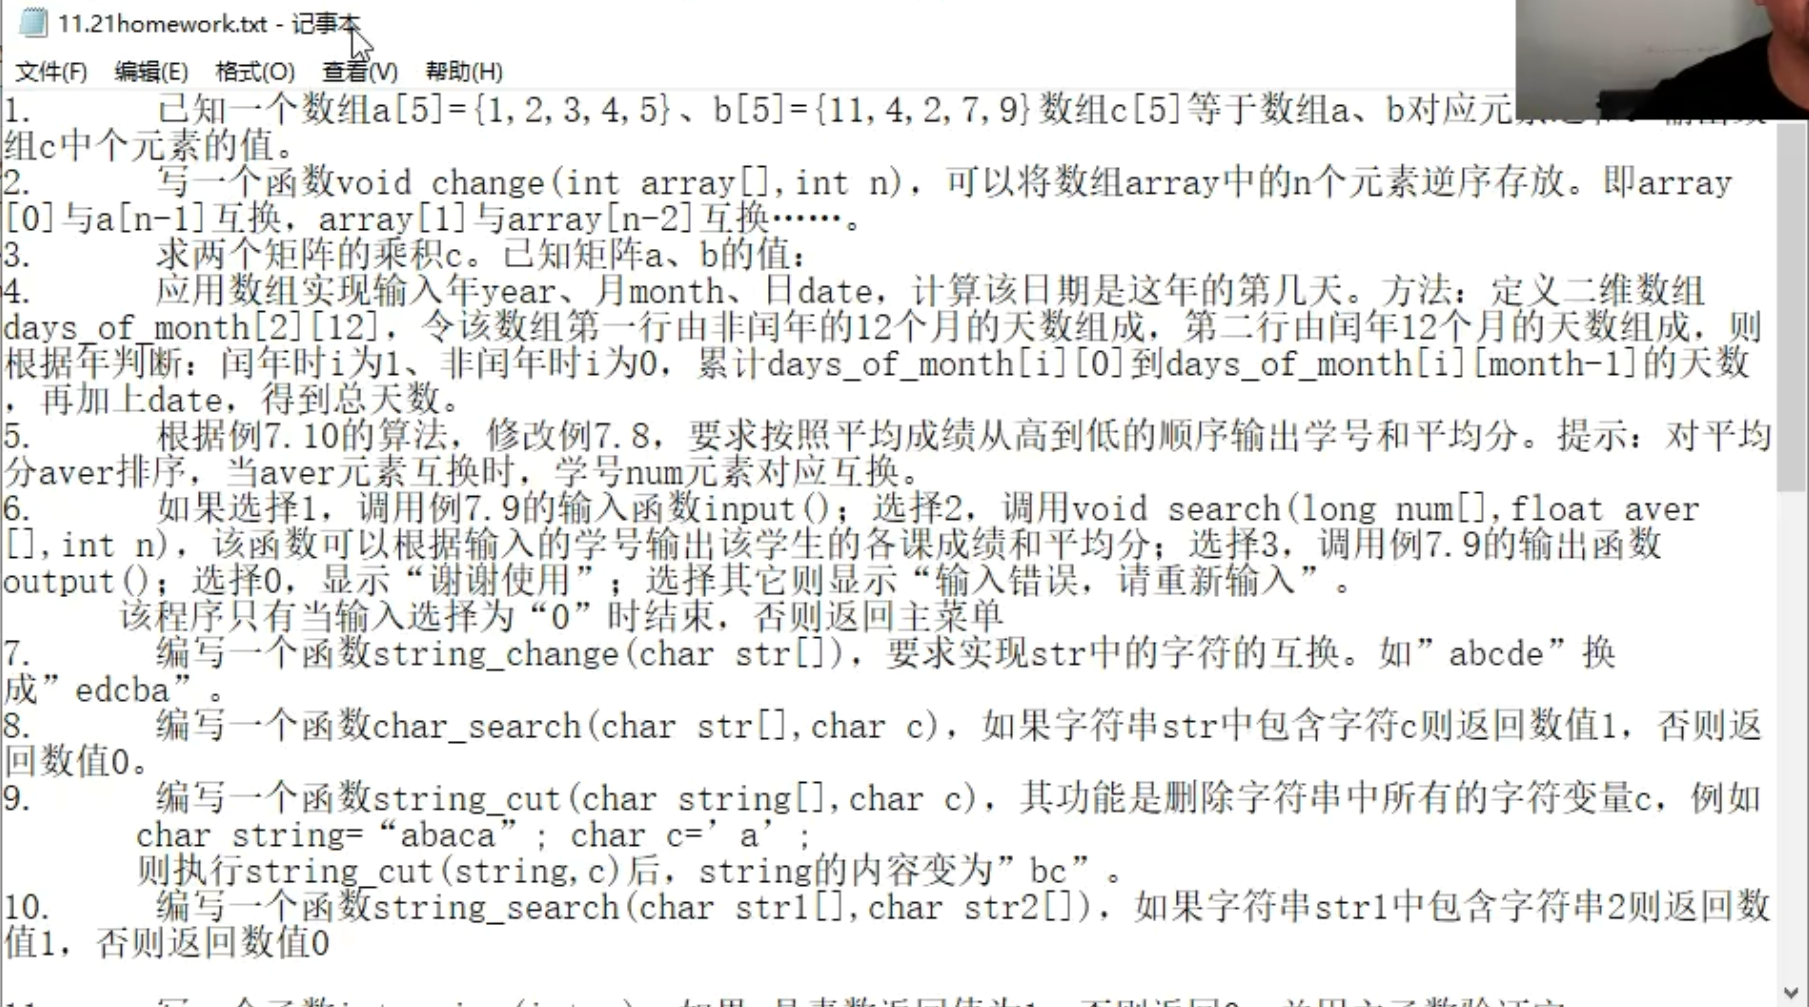 11.21homework.txt - 记事本
文件(F) 编辑(E) 格式(O) 查看(V) 帮助(H)
1. 已知一个数组a[5]={1,2,3,4,5}、b[5]={11,4,2,7,9}数组c[5]等于数组a、b对应元
组c中个元素的值。
2. 写一个函数void change(int array[],int n)，可以将数组array中的n个元素逆序存放。即array
[0]与a[n-1]互换，array[1]与array[n-2]互换……。
3. 求两个矩阵的乘积c。已知矩阵a、b的值：
4. 应用数组实现输入年year、月month、日date，计算该日期是这年的第几天。方法：定义二维数组
days_of_month[2][12]，令该数组第一行由非闰年的12个月的天数组成，第二行由闰年12个月的天数组成，则
根据年判断：闰年时i为1、非闰年时i为0，累计days_of_month[i][0]到days_of_month[i][month-1]的天数
，再加上date，得到总天数。
5. 根据例7.10的算法，修改例7.8，要求按照平均成绩从高到低的顺序输出学号和平均分。提示：对平均
分aver排序，当aver元素互换时，学号num元素对应互换。
6. 如果选择1，调用例7.9的输入函数input()；选择2，调用void search(long num[],float aver
[],int n)，该函数可以根据输入的学号输出该学生的各课成绩和平均分；选择3，调用例7.9的输出函数
output()；选择0，显示“谢谢使用”；选择其它则显示“输入错误，请重新输入”。
该程序只有当输入选择为“0”时结束，否则返回主菜单
7. 编写一个函数string_change(char str[])，要求实现str中的字符的互换。如”abcde”换
成”edcba”。
8. 编写一个函数char_search(char str[],char c)，如果字符串str中包含字符c则返回数值1，否则返
回数值0。
9. 编写一个函数string_cut(char string[],char c)，其功能是删除字符串中所有的字符变量c，例如
char string=“abaca”; char c=’a’;
则执行string_cut(string,c)后，string的内容变为”bc”。
10. 编写一个函数string_search(char str1[],char str2[])，如果字符串str1中包含字符串2则返回数
值1，否则返回数值0